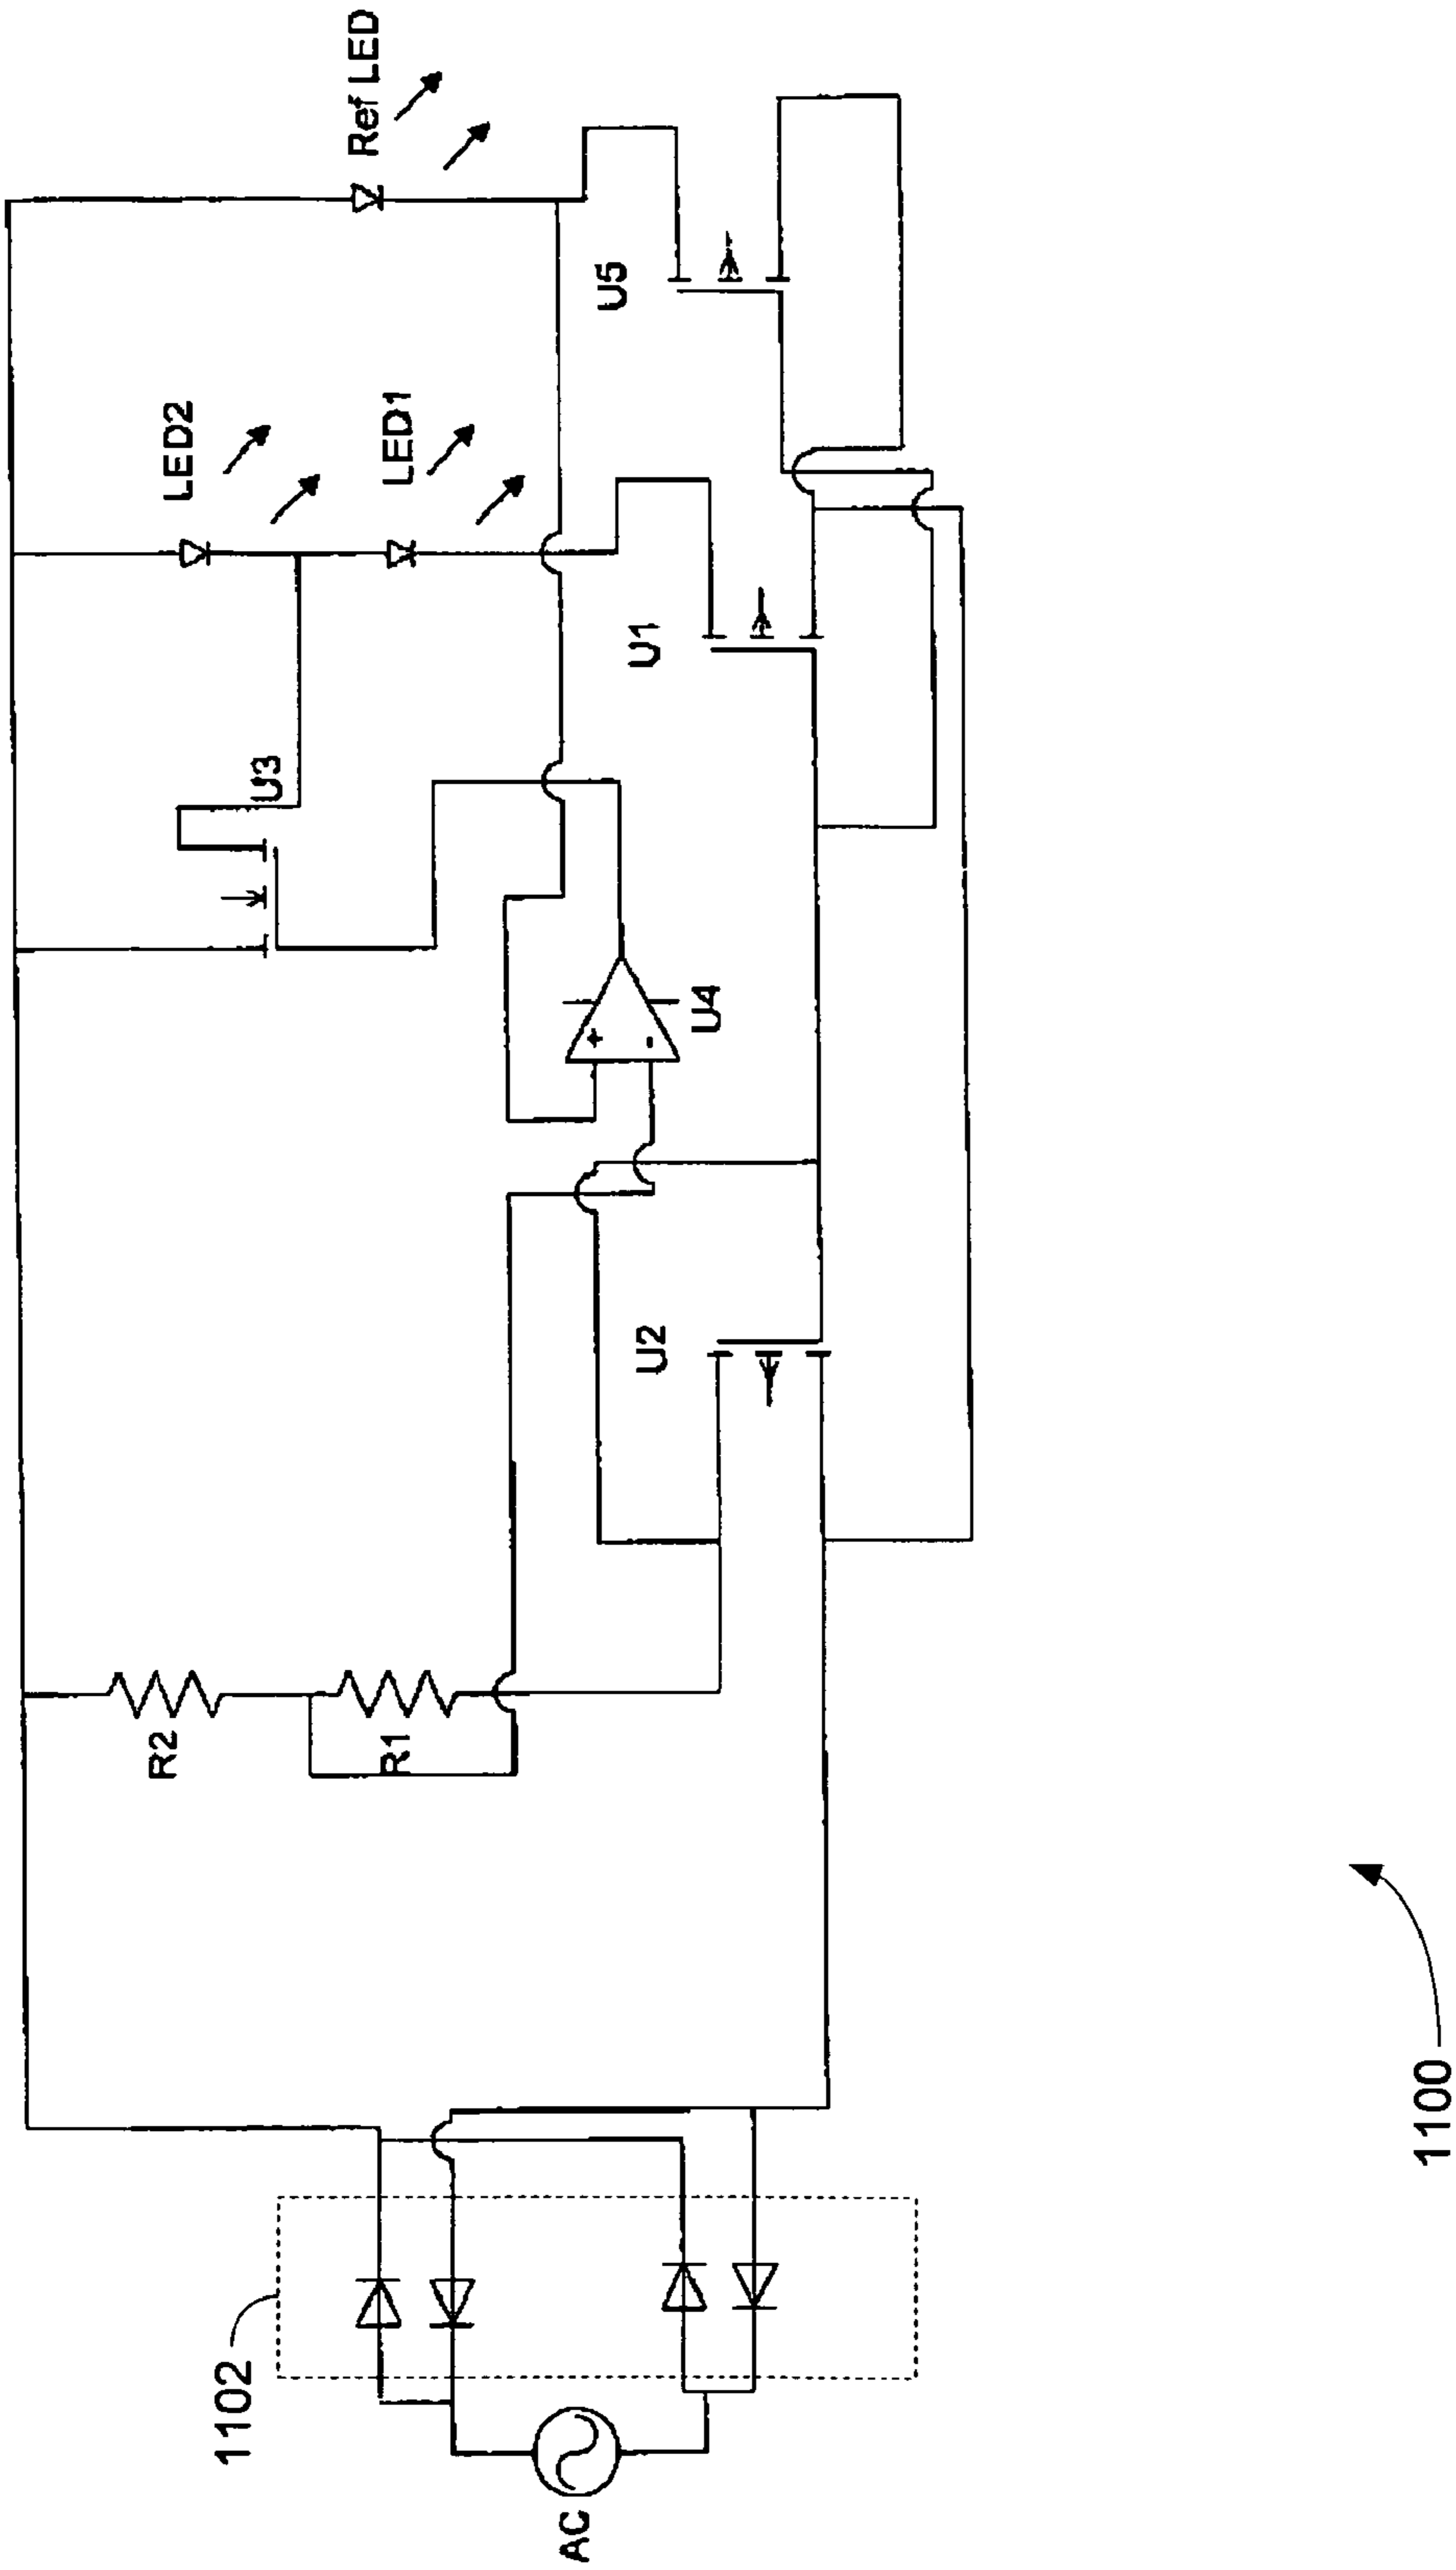 Ref LED
LED2
LED1
U3
U5
U1
U4
+
-
U2
R2
R1
1102
AC
1100